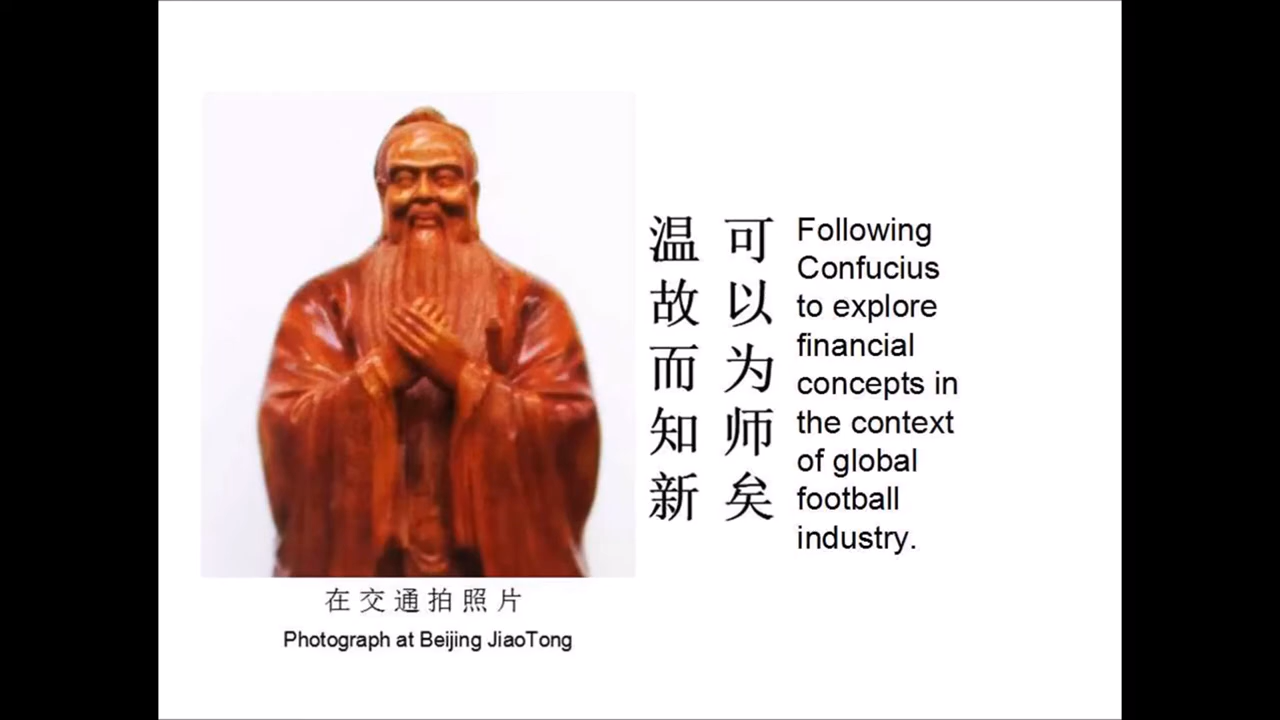 温故而知新
可以为师矣
Following
Confucius
to explore
financial
concepts in
the context
of global
football
industry.
在交通拍照片
Photograph at Beijing JiaoTong